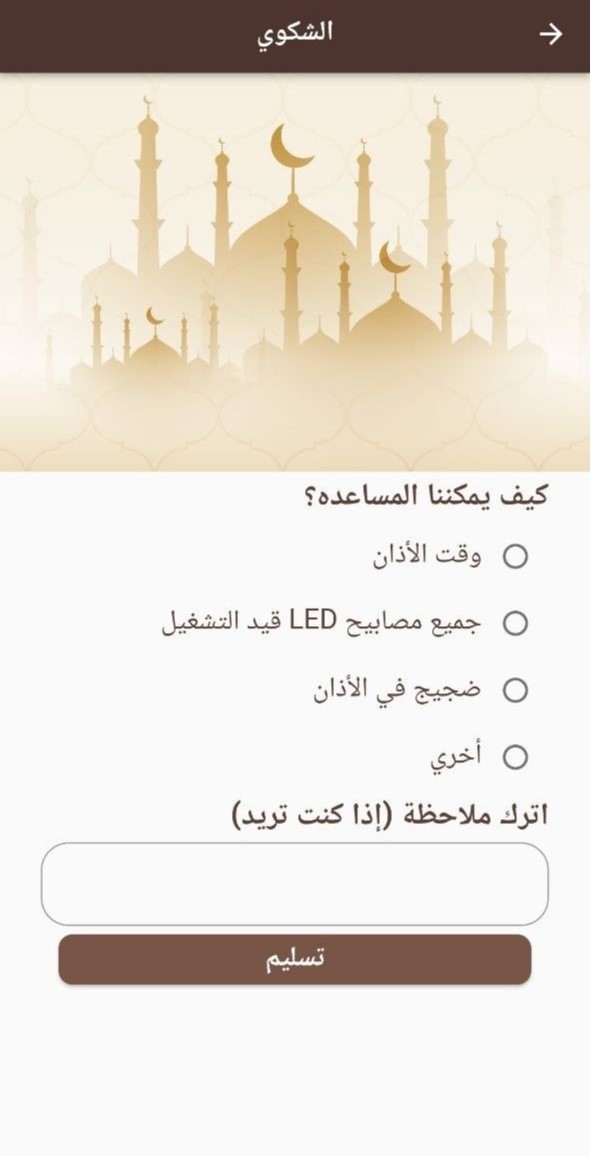 الشكوي
كيف يمكننا المساعده؟
وقت الأذان
جميع مصابيح LED قيد التشغيل
ضجيج في الأذان
أخري
اترك ملاحظة (إذا كنت تريد)
تسليم